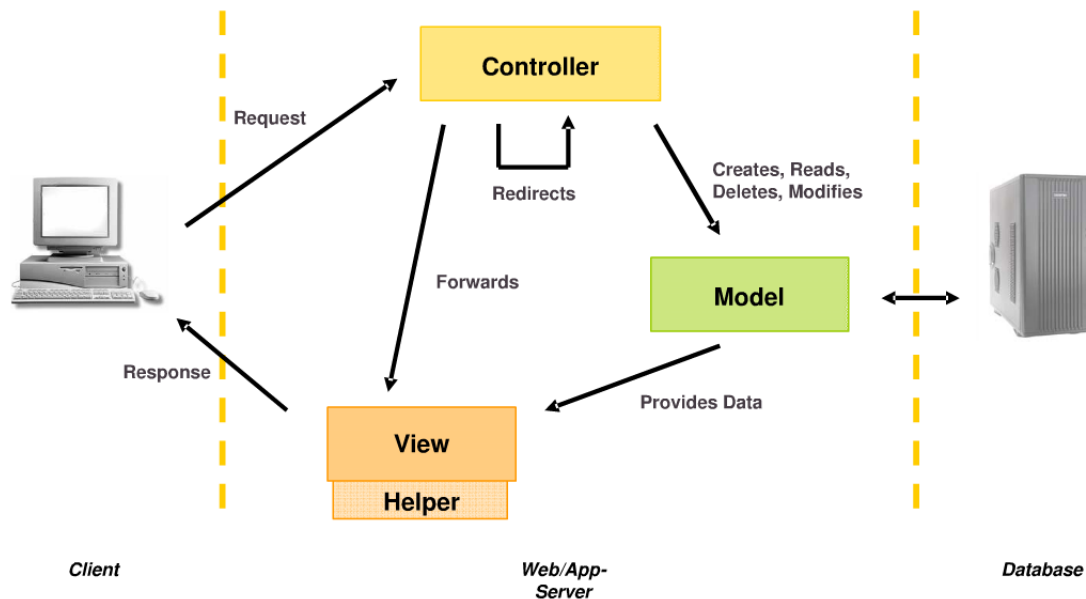 Controller
Request
Redirects
Creates, Reads,
Deletes, Modifies
Forwards
Model
Response
Provides Data
View
Helper
Client
Web/App-
Server
Database